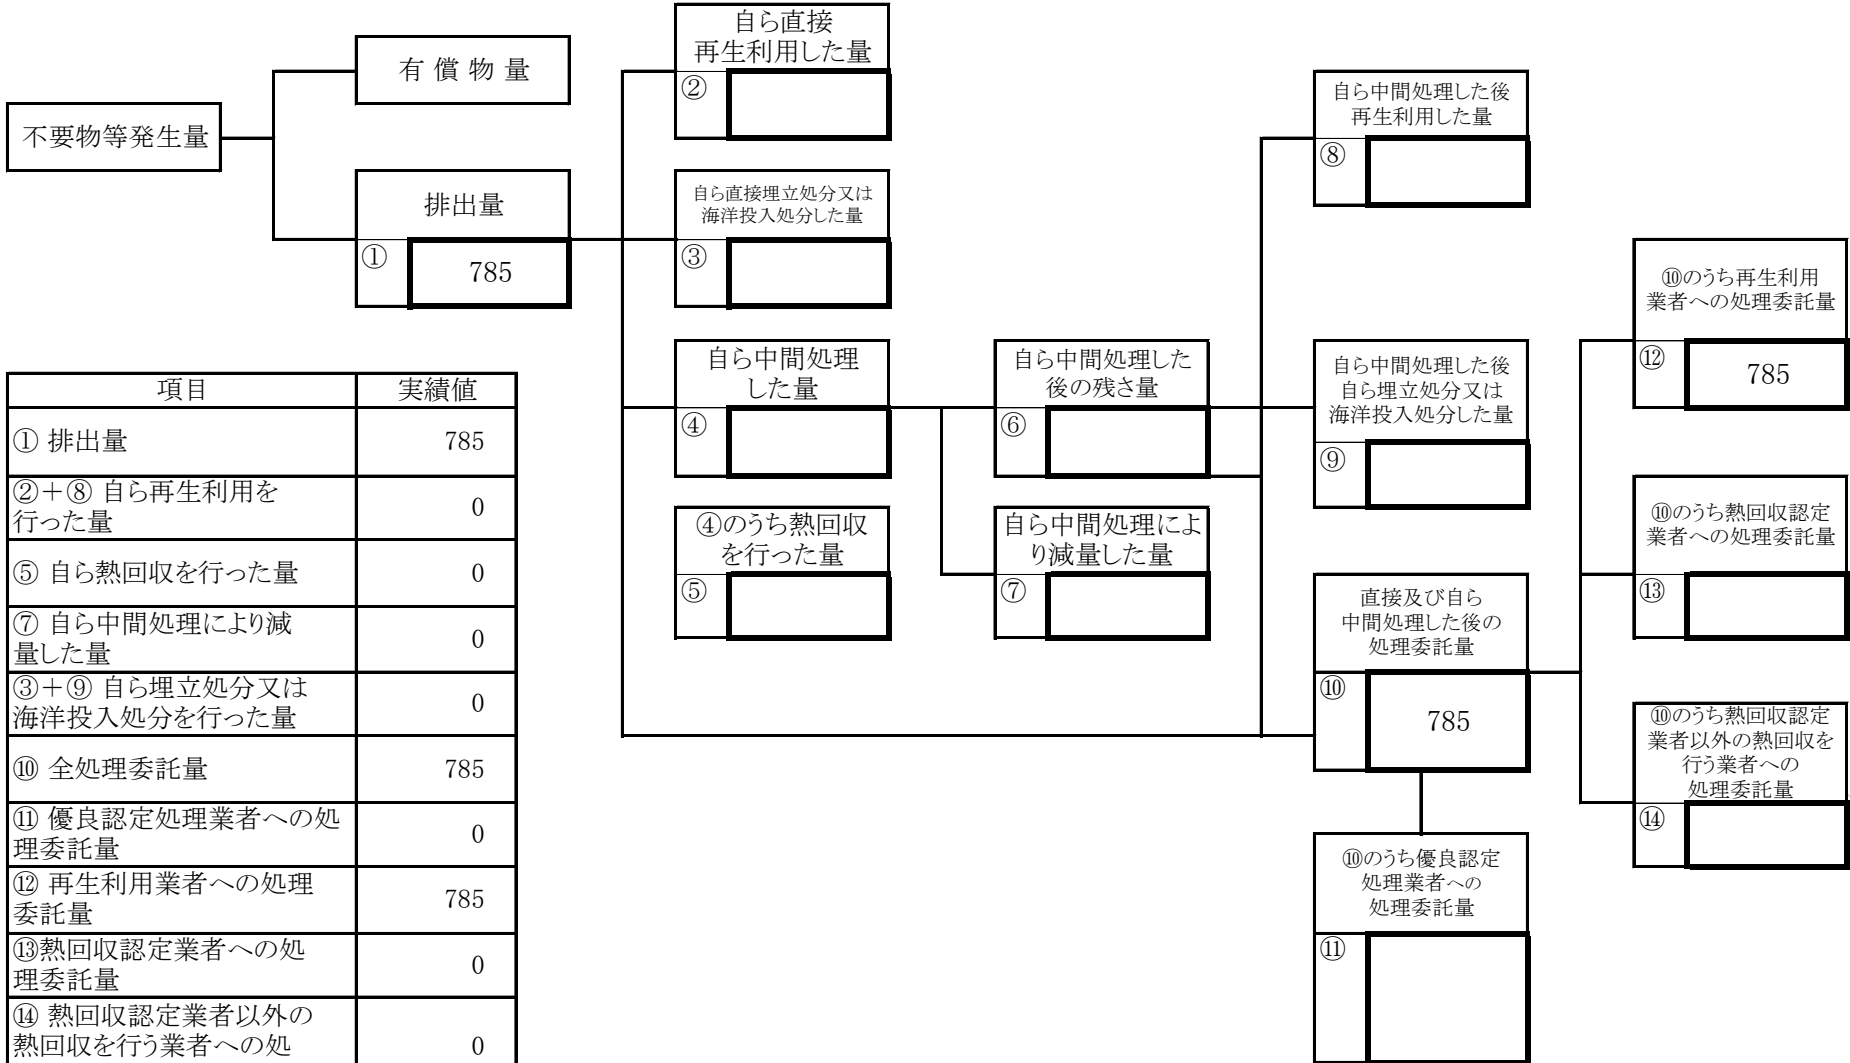 不要物等発生量
有 償 物 量
排出量
①
785
自ら直接
再生利用した量
②
自ら直接埋立処分又は
海洋投入処分した量
③
自ら中間処理
した量
④
④のうち熱回収
を行った量
⑤
自ら中間処理した
後の残さ量
⑥
自ら中間処理によ
り減量した量
⑦
自ら中間処理した後
再生利用した量
⑧
自ら中間処理した後
自ら埋立処分又は
海洋投入処分した量
⑨
直接及び自ら
中間処理した後の
処理委託量
⑩
785
⑩のうち優良認定
処理業者への
処理委託量
⑪
⑩のうち再生利用
業者への処理委託量
⑫
785
⑩のうち熱回収認定
業者への処理委託量
⑬
⑩のうち熱回収認定
業者以外の熱回収を
行う業者への
処理委託量
⑭
項目 実績値
① 排出量 785
②＋⑧ 自ら再生利用を
行った量 0
⑤ 自ら熱回収を行った量 0
⑦ 自ら中間処理により減
量した量 0
③＋⑨ 自ら埋立処分又は
海洋投入処分を行った量 0
⑩ 全処理委託量 785
⑪ 優良認定処理業者への処
理委託量 0
⑫ 再生利用業者への処理
委託量 785
⑬熱回収認定業者への処
理委託量 0
⑭ 熱回収認定業者以外の
熱回収を行う業者への処 0